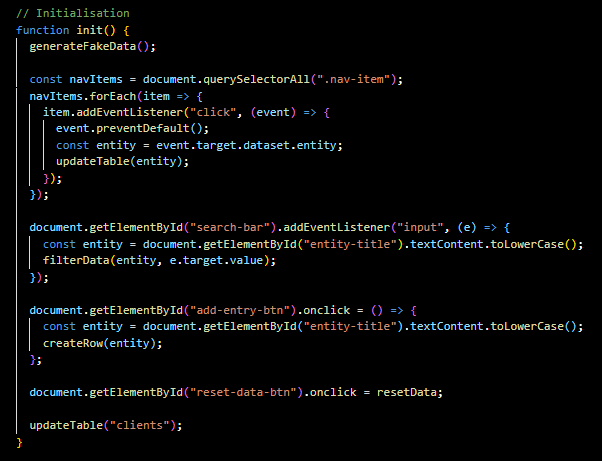 // Initialisation
function init() {
  generateFakeData();

  const navItems = document.querySelectorAll(".nav-item");
  navItems.forEach(item => {
    item.addEventListener("click", (event) => {
      event.preventDefault();
      const entity = event.target.dataset.entity;
      updateTable(entity);
    });
  });

  document.getElementById("search-bar").addEventListener("input", (e) => {
    const entity = document.getElementById("entity-title").textContent.toLowerCase();
    filterData(entity, e.target.value);
  });

  document.getElementById("add-entry-btn").onclick = () => {
    const entity = document.getElementById("entity-title").textContent.toLowerCase();
    createRow(entity);
  };

  document.getElementById("reset-data-btn").onclick = resetData;

  updateTable("clients");
}